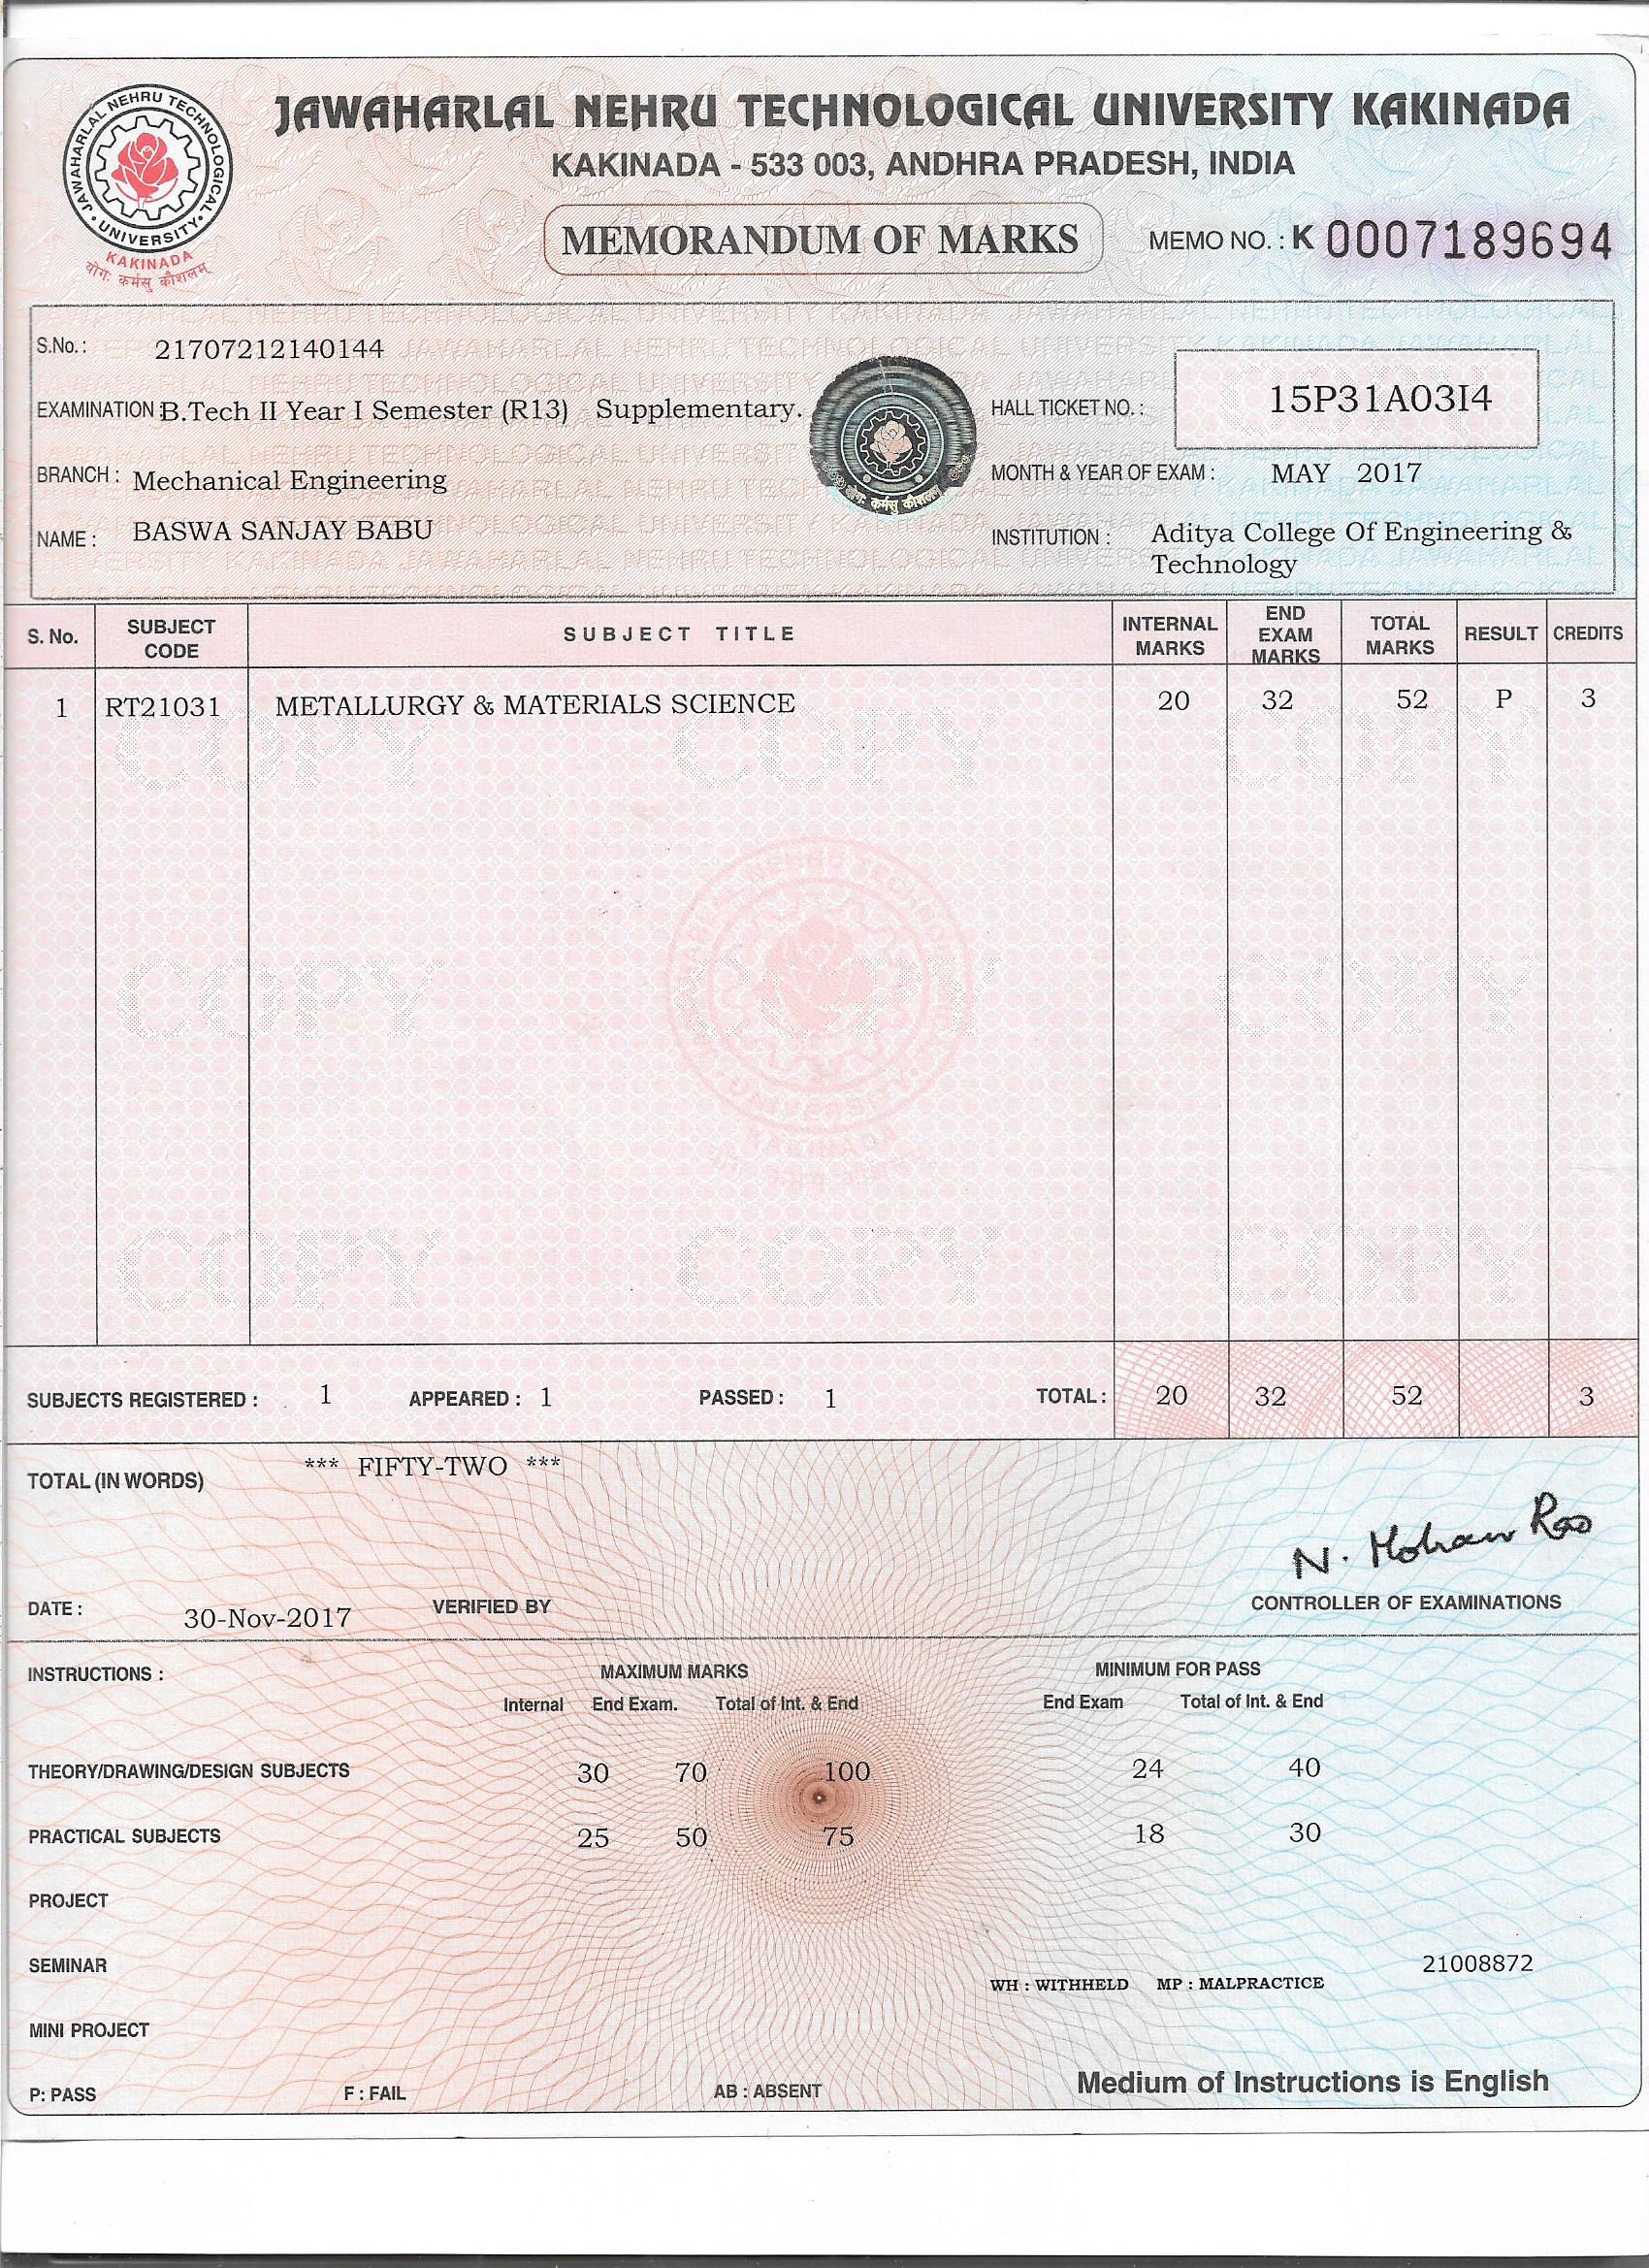 JAWAHARLAL NEHRU TECHNOLOGICAL UNIVERSITY KAKINADA
JAWAHARLAL NEHRU TECHNOLOGICAL UNIVERSITY
KAKINADA
योगः कर्मसु कौशलम्
KAKINADA - 533 003, ANDHRA PRADESH, INDIA
MEMORANDUM OF MARKS
MEMO NO. : K 0007189694
S.No. : 21707212140144
EXAMINATION : B.Tech II Year I Semester (R13) Supplementary.
HALL TICKET NO. : 15P31A03I4
BRANCH : Mechanical Engineering
MONTH & YEAR OF EXAM : MAY 2017
NAME : BASWA SANJAY BABU
INSTITUTION : Aditya College Of Engineering &
Technology
S. No. SUBJECT CODE SUBJECT TITLE INTERNAL MARKS END EXAM MARKS TOTAL MARKS RESULT CREDITS
1 RT21031 METALLURGY & MATERIALS SCIENCE 20 32 52 P 3
COPY COPY COPY
COPY COPY COPY
COPY COPY COPY
SUBJECTS REGISTERED : 1 APPEARED : 1 PASSED : 1 TOTAL : 20 32 52 3
TOTAL (IN WORDS) *** FIFTY-TWO ***
N. Mohan Rao
DATE : 30-Nov-2017 VERIFIED BY CONTROLLER OF EXAMINATIONS
INSTRUCTIONS : MAXIMUM MARKS MINIMUM FOR PASS
Internal End Exam. Total of Int. & End End Exam Total of Int. & End
THEORY/DRAWING/DESIGN SUBJECTS 30 70 100 24 40
PRACTICAL SUBJECTS 25 50 75 18 30
PROJECT
SEMINAR 21008872
WH : WITHHELD MP : MALPRACTICE
MINI PROJECT
P: PASS F : FAIL AB : ABSENT Medium of Instructions is English